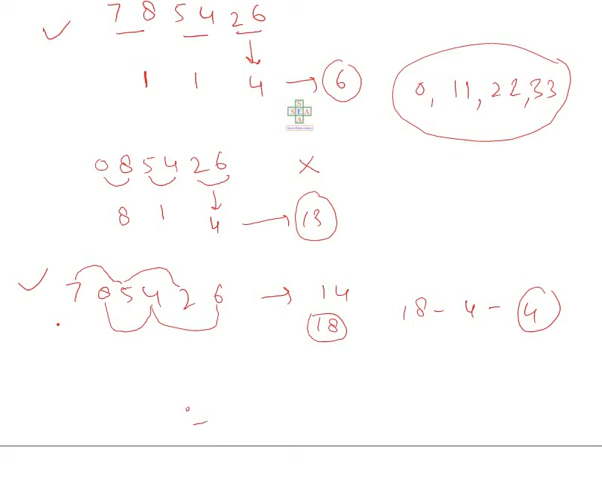 7 8 5 4 2 6
1 1 4 → 6
0, 11, 22, 33
S E A
A
0 8 5 4 2 6 X
8 1 4 → 13
7 8 5 4 2 6 → 14
18
18 - 4 - 4